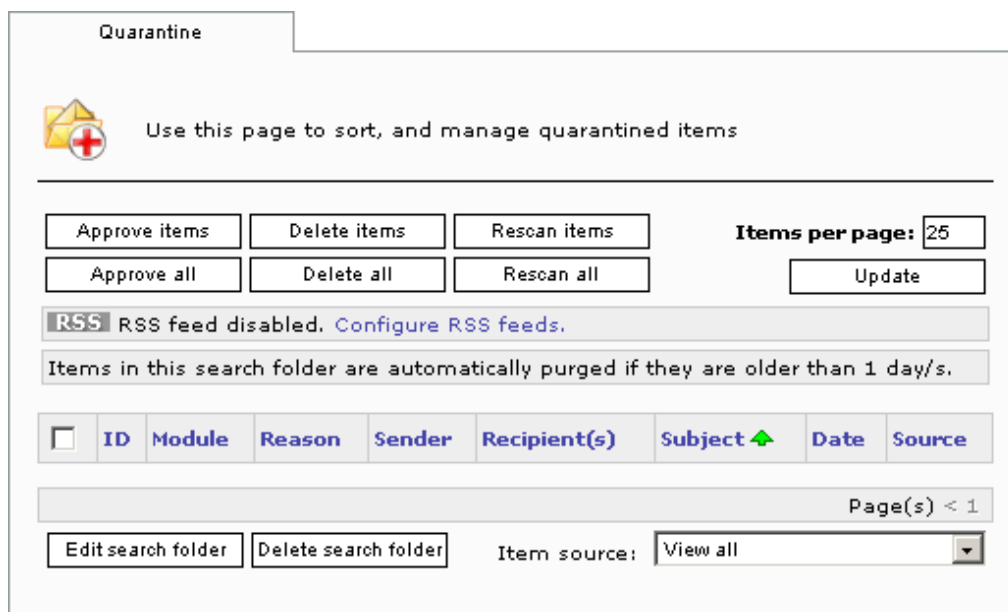 Quarantine
Use this page to sort, and manage quarantined items
Approve items Delete items Rescan items Items per page: 25
Approve all Delete all Rescan all Update
RSS RSS feed disabled. Configure RSS feeds.
Items in this search folder are automatically purged if they are older than 1 day/s.
ID Module Reason Sender Recipient(s) Subject Date Source
Page(s) < 1
Edit search folder Delete search folder Item source: View all